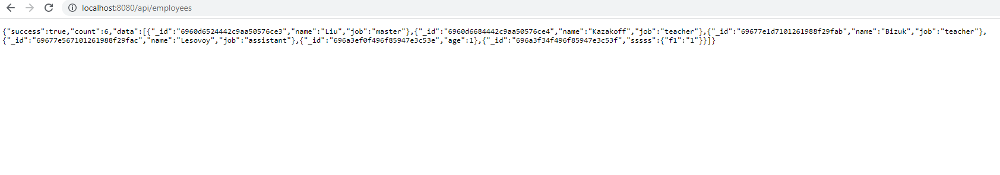 localhost:8080/api/employees
{"success":true,"count":6,"data":[{"_id":"6960d6524442c9aa50576ce3","name":"Liu","job":"master"},{"_id":"6960d6684442c9aa50576ce4","name":"Kazakoff","job":"teacher"},{"_id":"69677e1d7101261988f29fab","name":"Bizuk","job":"teacher"},
{"_id":"69677e567101261988f29fac","name":"Lesovoy","job":"assistant"},{"_id":"696a3ef0f496f85947e3c53e","age":1},{"_id":"696a3f34f496f85947e3c53f","sssss":{"f1":"1"}}]}